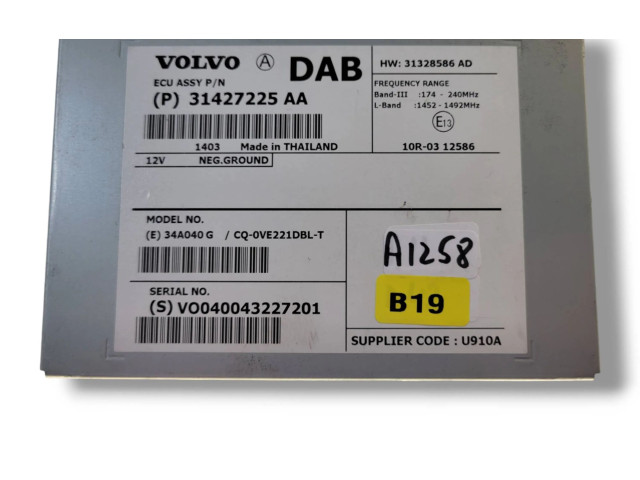 VOLVO Ⓐ DAB
ECU ASSY P/N
(P) 31427225 AA
1403 Made in THAILAND
12V NEG.GROUND
HW: 31328586 AD
FREQUENCY RANGE
Band-III :174 - 240MHz
L-Band :1452 - 1492MHz
E13
10R-03 12586
MODEL NO.
(E) 34A040 G / CQ-0VE221DBL-T
SERIAL NO.
(S) VO040043227201
A1258
B19
SUPPLIER CODE : U910A